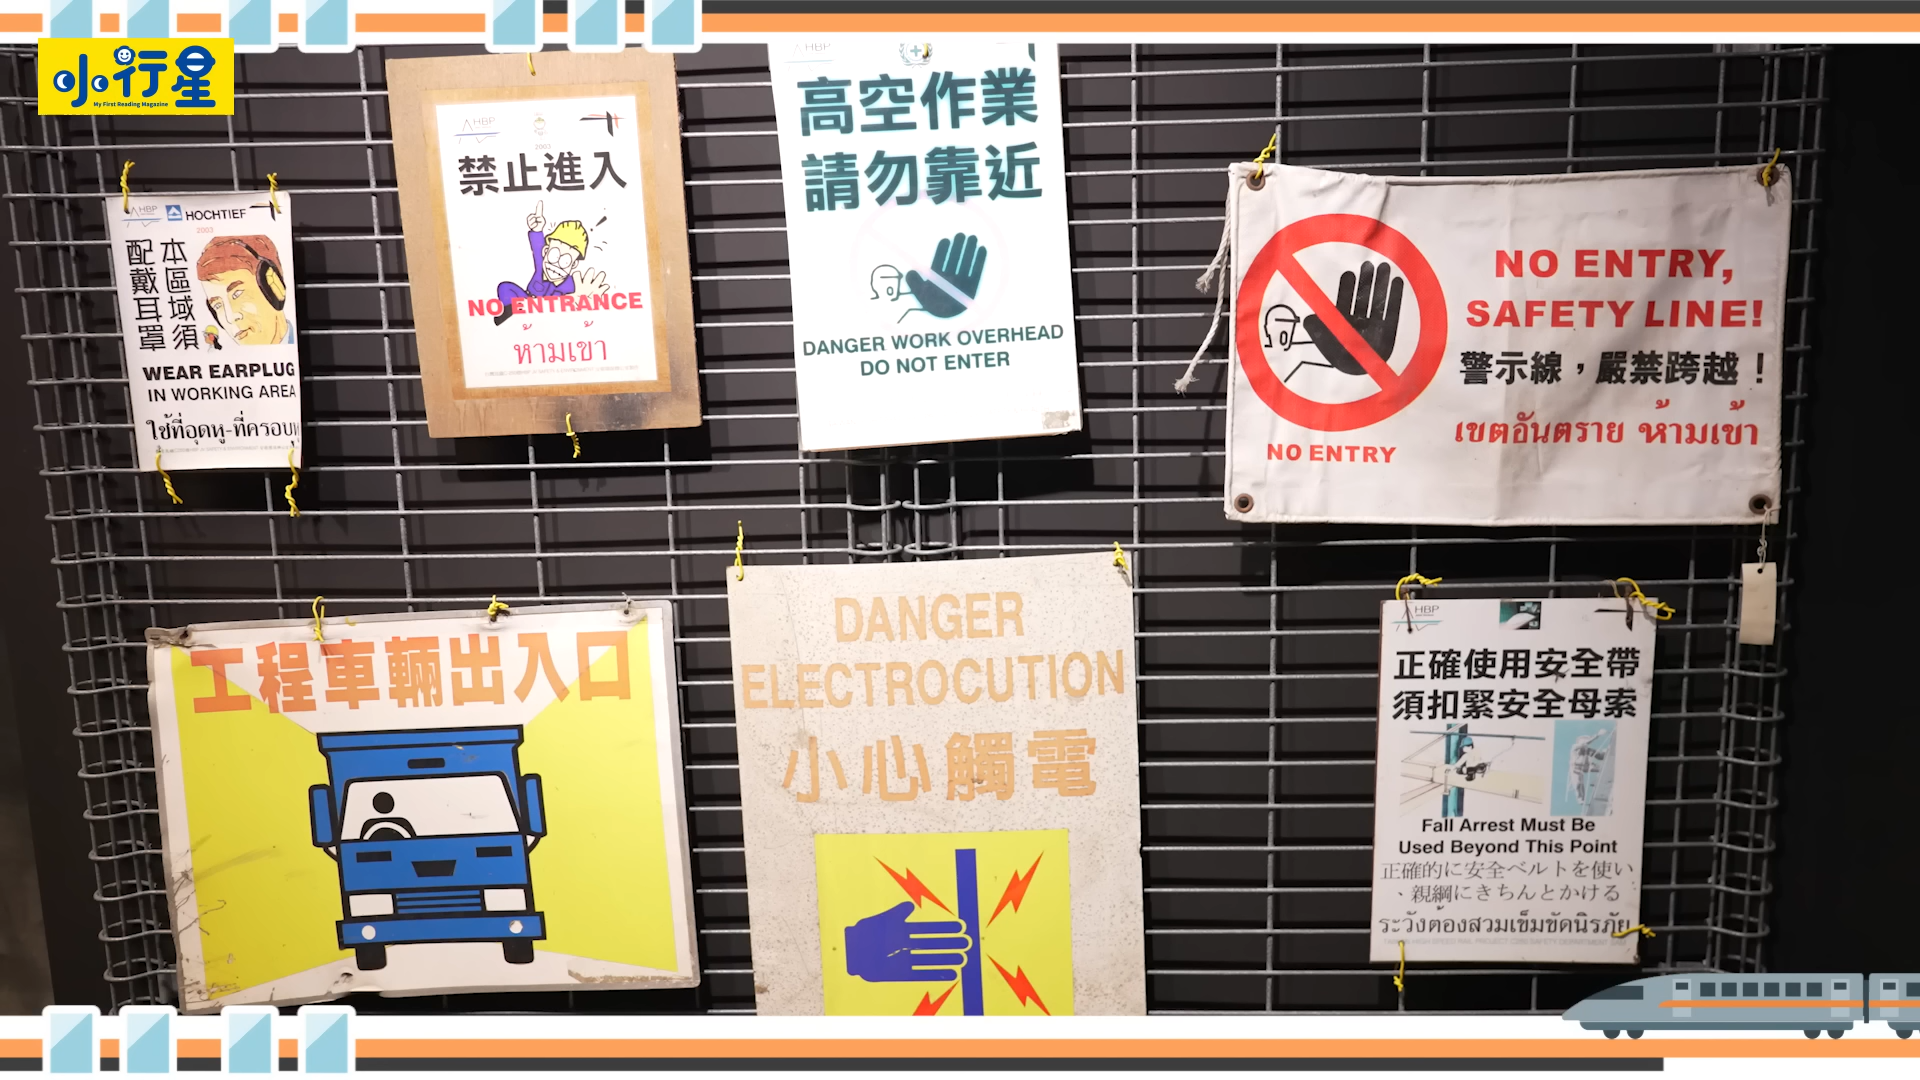 小行星
My First Reading Magazine
HBP
HOCHTIEF
2003
本區域須
配戴耳罩
WEAR EARPLUG
IN WORKING AREA
ใช้ที่อุดหู-ที่ครอบหู
HBP
2003
禁止進入
NO ENTRANCE
ห้ามเข้า
HBP
高空作業
請勿靠近
DANGER WORK OVERHEAD
DO NOT ENTER
NO ENTRY,
SAFETY LINE!
警示線，嚴禁跨越！
เขตอันตราย ห้ามเข้า
NO ENTRY
工程車輛出入口
DANGER
ELECTROCUTION
小心觸電
HBP
正確使用安全帶
須扣緊安全母索
Fall Arrest Must Be
Used Beyond This Point
正確的に安全ベルトを使い
、親綱にきちんとかける
ระวังต้องสวมเข็มขัดนิรภัย